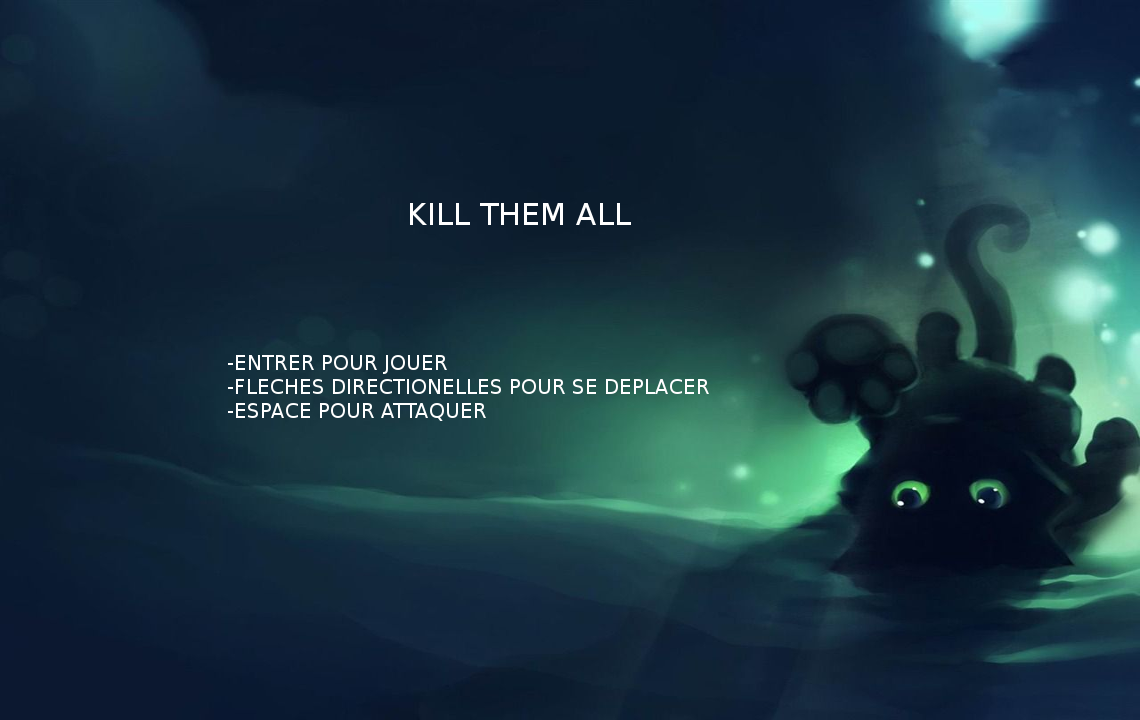 KILL THEM ALL
-ENTRER POUR JOUER
-FLECHES DIRECTIONELLES POUR SE DEPLACER
-ESPACE POUR ATTAQUER